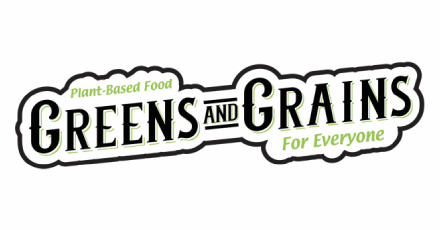 Plant-Based Food
GREENS AND GRAINS
For Everyone